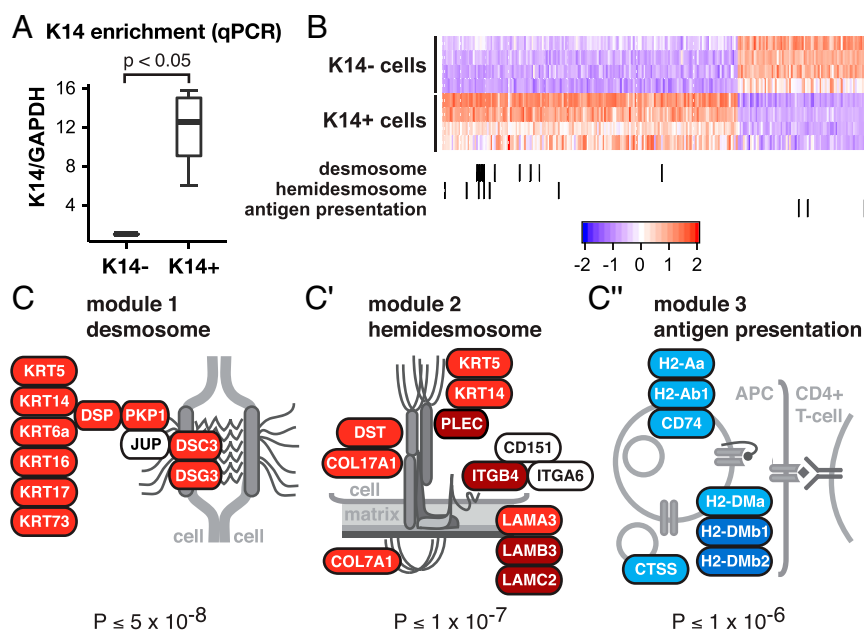 A
K14 enrichment (qPCR)
p < 0.05
16
12
8
4
K14/GAPDH
K14-
K14+
B
K14- cells
K14+ cells
desmosome
hemidesmosome
antigen presentation
-2 -1 0 1 2
C
module 1
desmosome
KRT5
KRT14
KRT6a
KRT16
KRT17
KRT73
DSP
PKP1
JUP
DSC3
DSG3
cell
cell
P ≤ 5 x 10-8
C'
module 2
hemidesmosome
KRT5
KRT14
PLEC
DST
COL17A1
CD151
ITGB4
ITGA6
cell
matrix
LAMA3
LAMB3
LAMC2
COL7A1
P ≤ 1 x 10-7
C"
module 3
antigen presentation
H2-Aa
H2-Ab1
CD74
APC
CD4+
T-cell
H2-DMa
H2-DMb1
H2-DMb2
CTSS
P ≤ 1 x 10-6